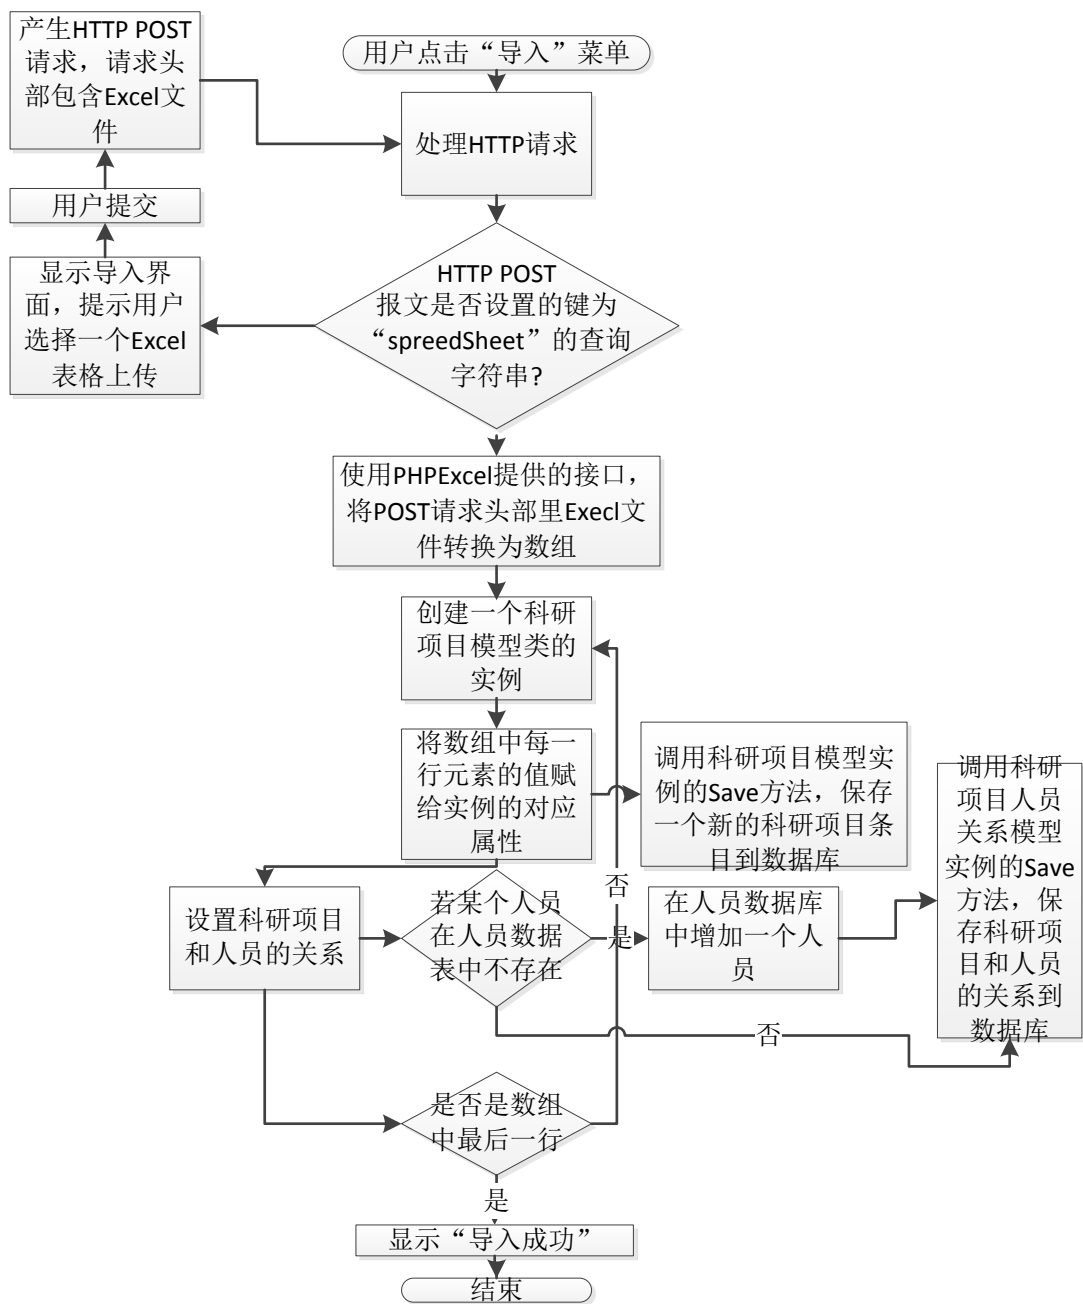 产生HTTP POST
请求，请求头
部包含Excel文
件
用户点击“导入”菜单
处理HTTP请求
用户提交
显示导入界
面，提示用户
选择一个Excel
表格上传
HTTP POST
报文是否设置的键为
“spreedSheet”的查询
字符串?
使用PHPExcel提供的接口，
将POST请求头部里Execl文
件转换为数组
创建一个科研
项目模型类的
实例
将数组中每一
行元素的值赋
给实例的对应
属性
调用科研项目模型实
例的Save方法，保存
一个新的科研项目条
目到数据库
调用科研
项目人员
关系模型
实例的Save
方法，保
存科研项
目和人员
的关系到
数据库
设置科研项目
和人员的关系
若某个人员
在人员数据
表中不存在
否
是
在人员数据库
中增加一个人
员
否
是否是数组
中最后一行
是
显示“导入成功”
结束